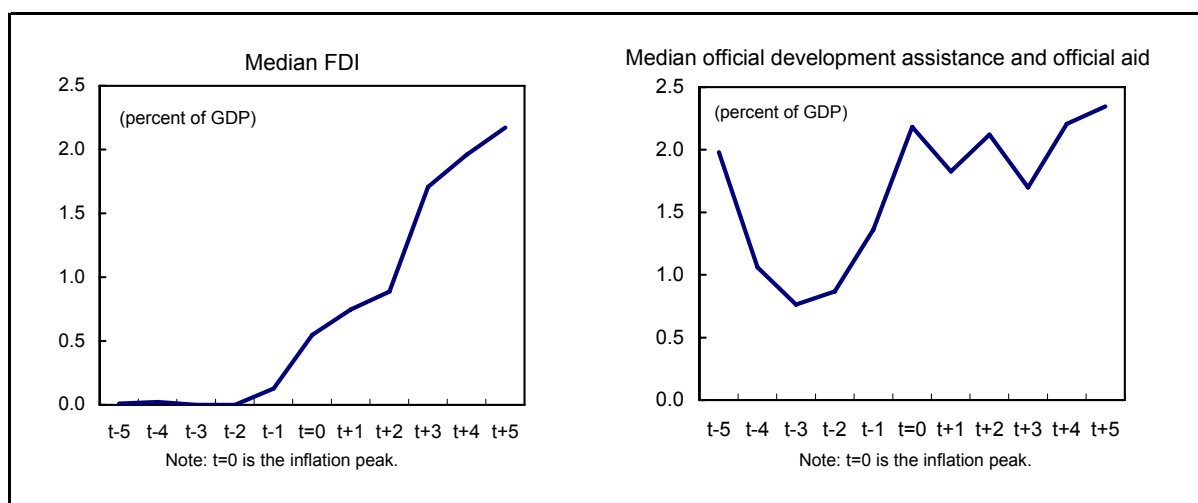 Median FDI
(percent of GDP)
2.5
2.0
1.5
1.0
0.5
0.0
t-5 t-4 t-3 t-2 t-1 t=0 t+1 t+2 t+3 t+4 t+5
Note: t=0 is the inflation peak.
Median official development assistance and official aid
(percent of GDP)
2.5
2.0
1.5
1.0
0.5
0.0
t-5 t-4 t-3 t-2 t-1 t=0 t+1 t+2 t+3 t+4 t+5
Note: t=0 is the inflation peak.